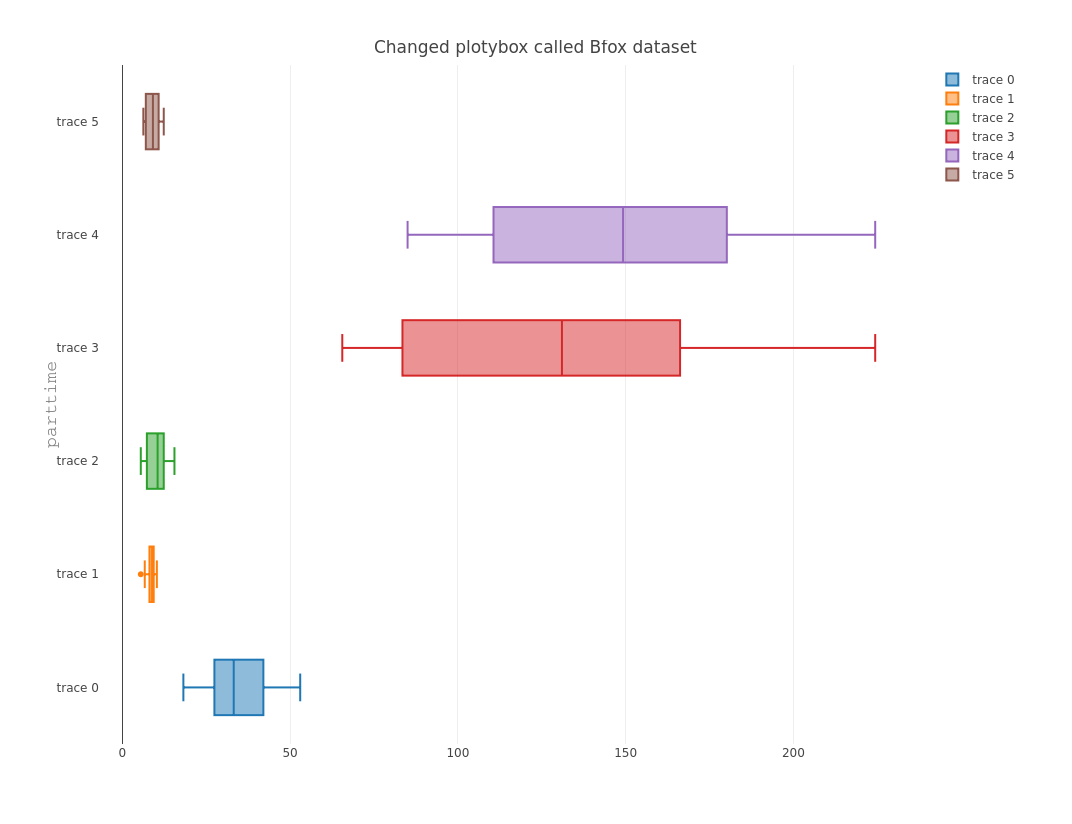 Changed plotybox called Bfox dataset
trace 0
trace 1
trace 2
trace 3
trace 4
trace 5
parttime
trace 5
trace 4
trace 3
trace 2
trace 1
trace 0
0 50 100 150 200